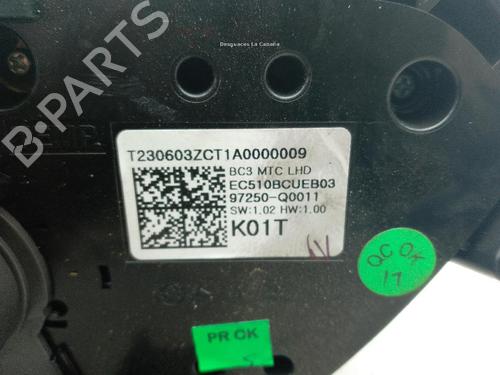 Desguaces La Cabaña
B-PARTS
T230603ZCT1A0000009
BC3 MTC LHD
EC510BCUEB03
97250-Q0011
SW:1.02 HW:1.00
K01T
QC OK
17
PR OK